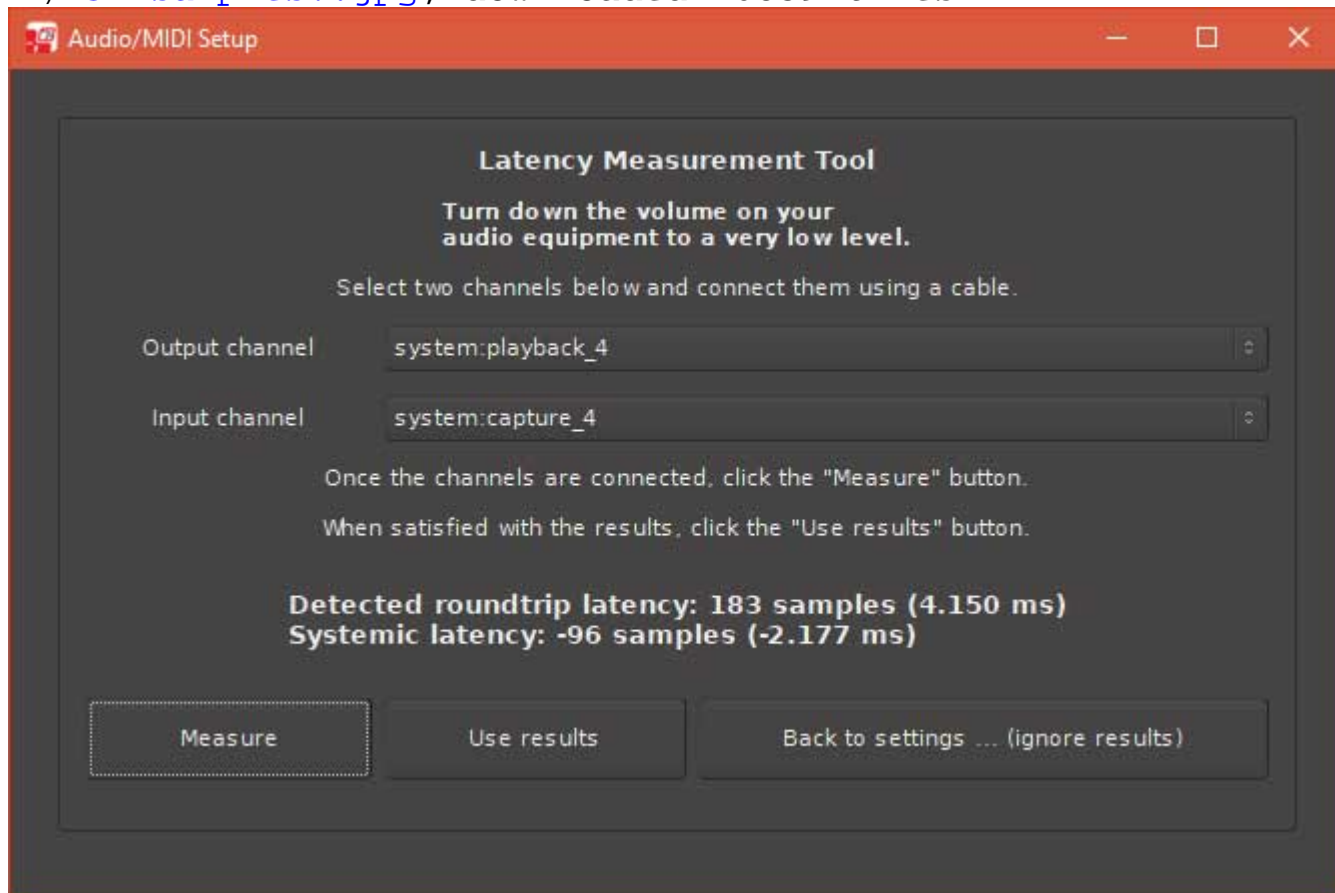 Audio/MIDI Setup
Latency Measurement Tool
Turn down the volume on your
audio equipment to a very low level.
Select two channels below and connect them using a cable.
Output channel system:playback_4
Input channel system:capture_4
Once the channels are connected, click the "Measure" button.
When satisfied with the results, click the "Use results" button.
Detected roundtrip latency: 183 samples (4.150 ms)
Systemic latency: -96 samples (-2.177 ms)
Measure Use results Back to settings ... (ignore results)